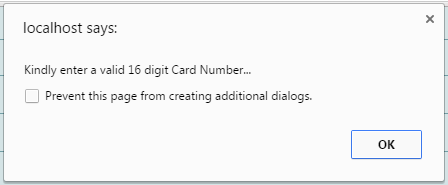 localhost says:
Kindly enter a valid 16 digit Card Number...
Prevent this page from creating additional dialogs.
OK